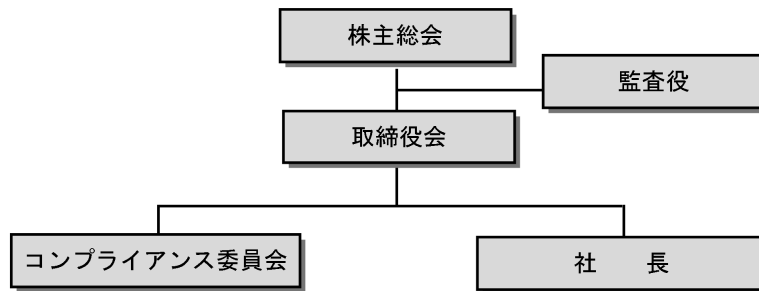 株主総会
監査役
取締役会
コンプライアンス委員会
社　　長